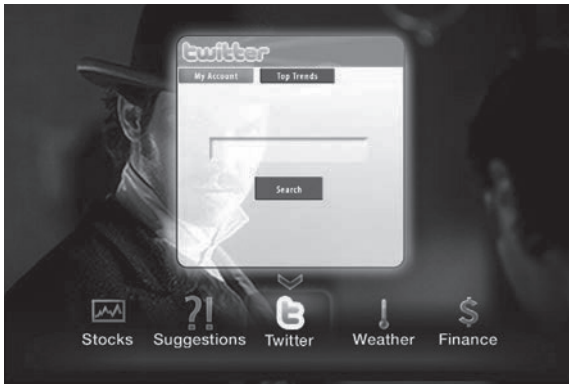 twitter
My Account Top Trends
Search
?!
$
Stocks Suggestions Twitter Weather Finance